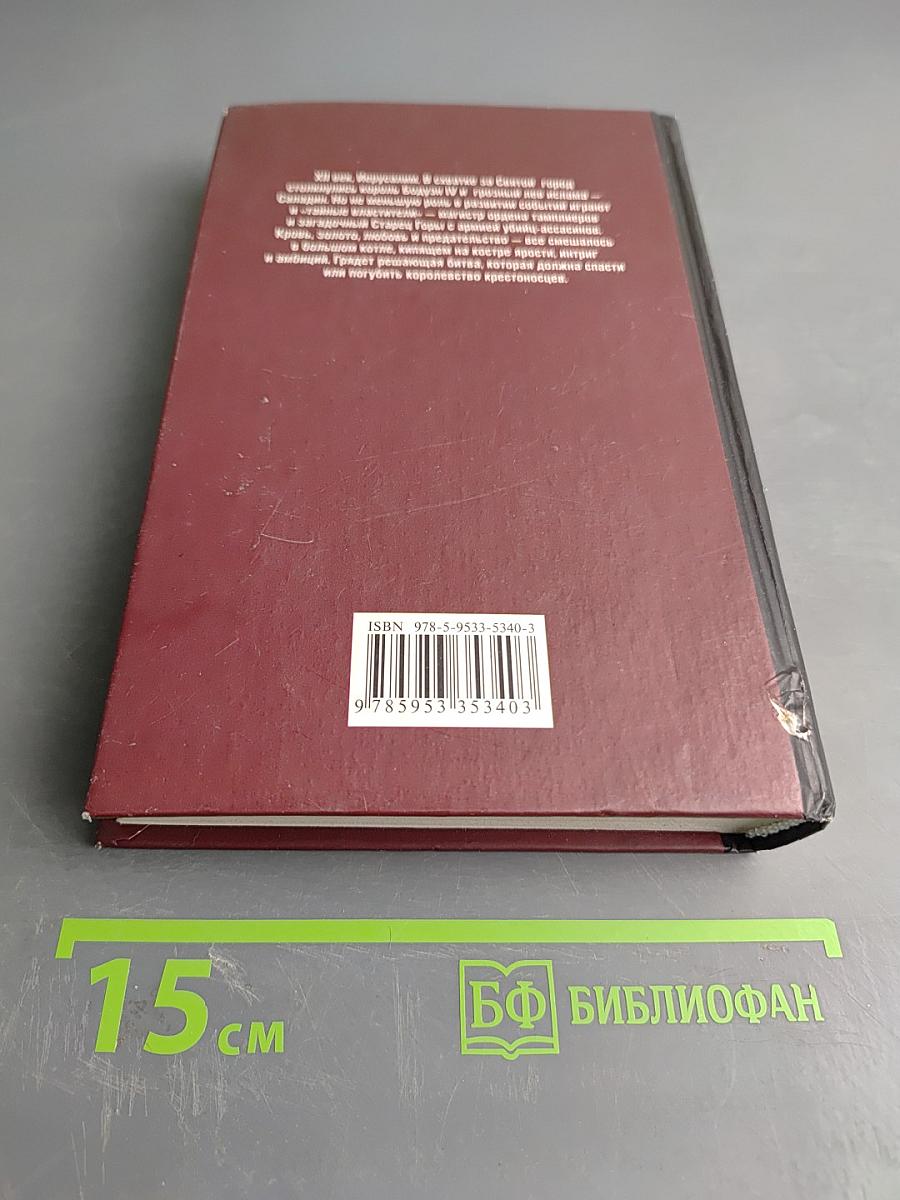 XII век, Иерусалим. В схватке за Святой город
столкнулись король Бодуэн IV и грозный лев ислама —
Саладин. Но не меньшую роль в развитии событий играют
и «тайные властители» — магистр ордена тамплиеров
и загадочный Старец Горы с армией убийц-ассасинов.
Кровь, золото, любовь и предательство — все смешалось
в большом котле, кипящем на костре ярости, интриг
и амбиций. Грядет решающая битва, которая должна спасти
или погубить королевство крестоносцев.
ISBN 978-5-9533-5340-3
9 785953 353403
15 см
БФ БИБЛИОФАН